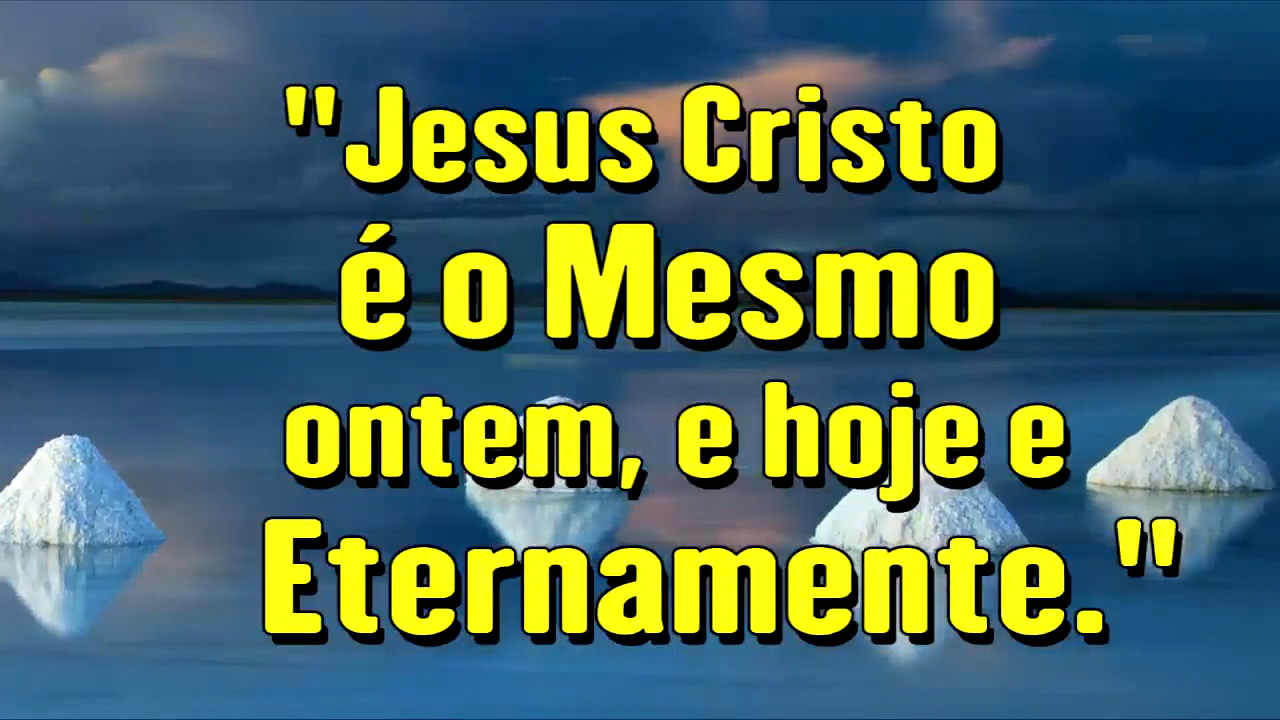 "Jesus Cristo
é o Mesmo
ontem, e hoje e
Eternamente."